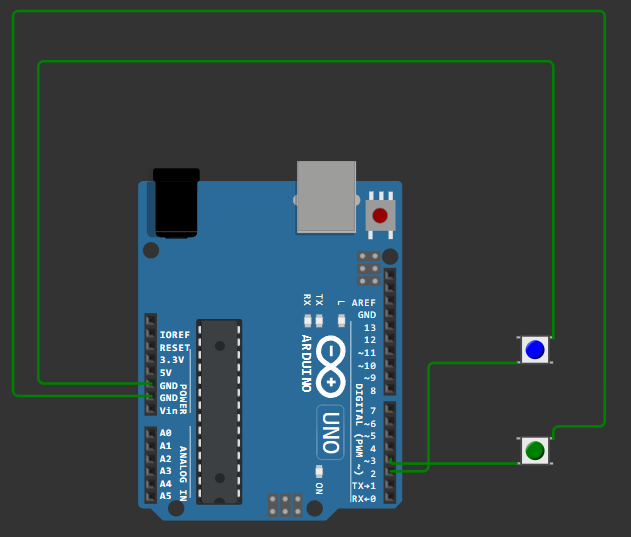 RX
TX
L
AREF
GND
13
12
~11
~10
~9
8
7
~6
~5
4
~3
2
TX→1
RX←0
DIGITAL (PWM ~)
ARDUINO
UNO
ON
IOREF
RESET
3.3V
5V
GND
GND
Vin
POWER
A0
A1
A2
A3
A4
A5
ANALOG IN